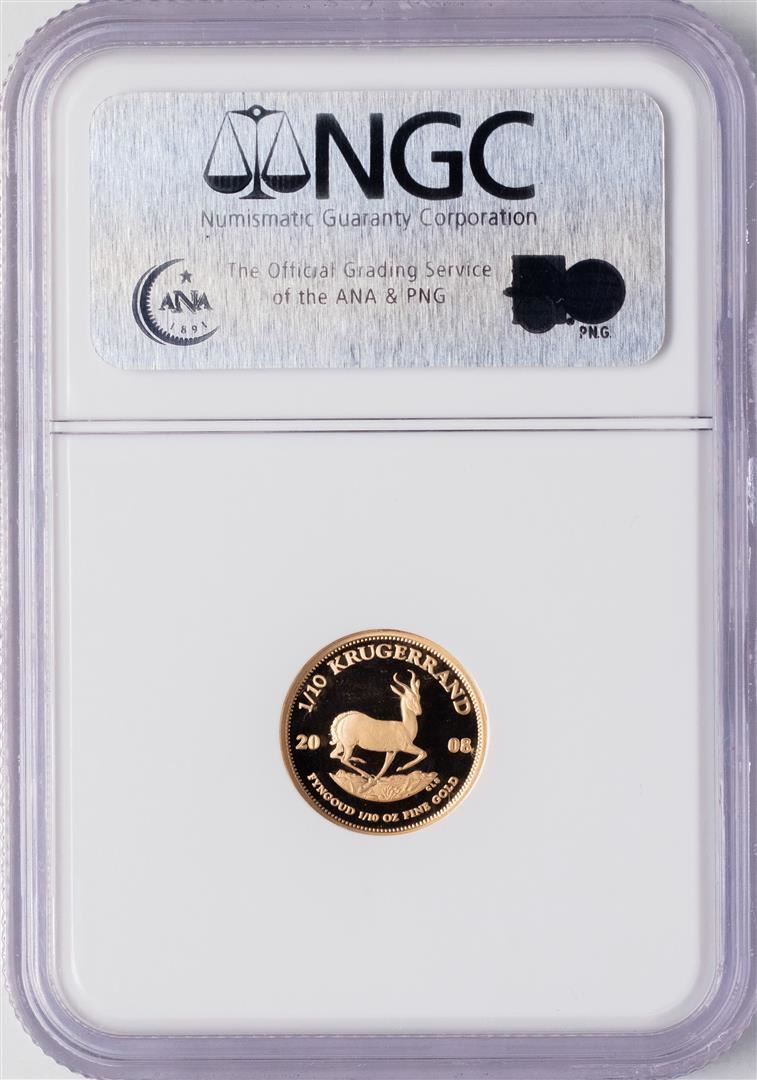 NGC
Numismatic Guaranty Corporation
The Official Grading Service
of the ANA & PNG
ANA
1891
P.N.G.
1/10 KRUGERRAND
20 08
CLS
FYNGOUD 1/10 OZ FINE GOLD